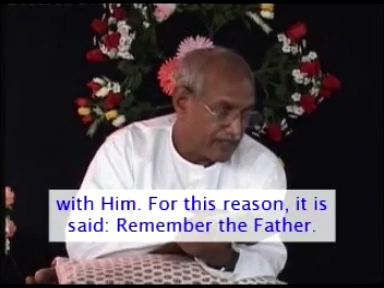 with Him. For this reason, it is
said: Remember the Father.